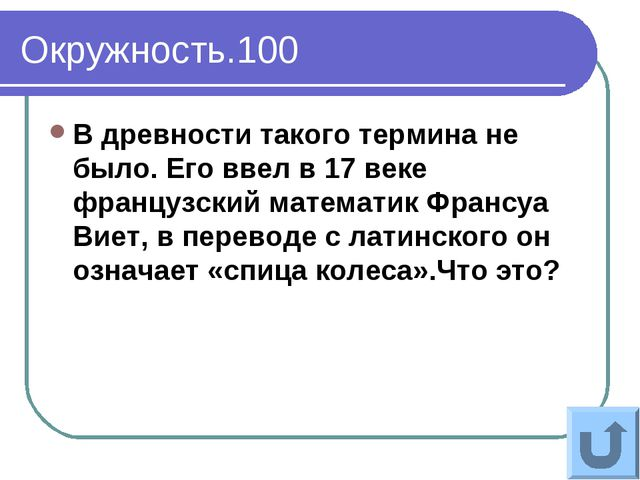 Окружность.100
В древности такого термина не
было. Его ввел в 17 веке
французский математик Франсуа
Виет, в переводе с латинского он
означает «спица колеса».Что это?